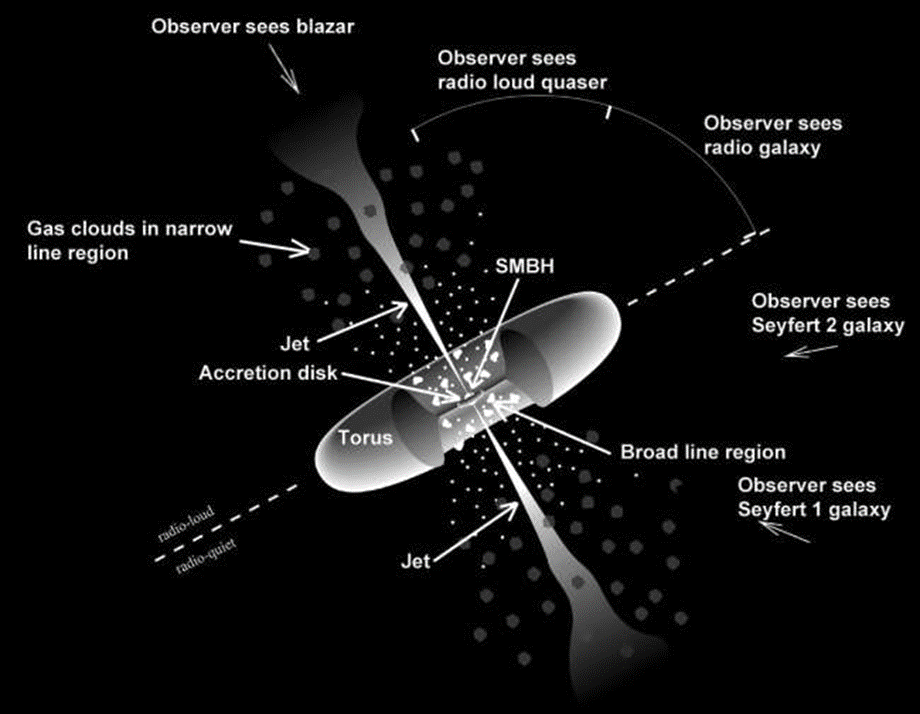 Observer sees blazar
Observer sees
radio loud quaser
Observer sees
radio galaxy
Gas clouds in narrow
line region
SMBH
Observer sees
Seyfert 2 galaxy
Jet
Accretion disk
Torus
Broad line region
Observer sees
Seyfert 1 galaxy
radio-loud
radio-quiet
Jet